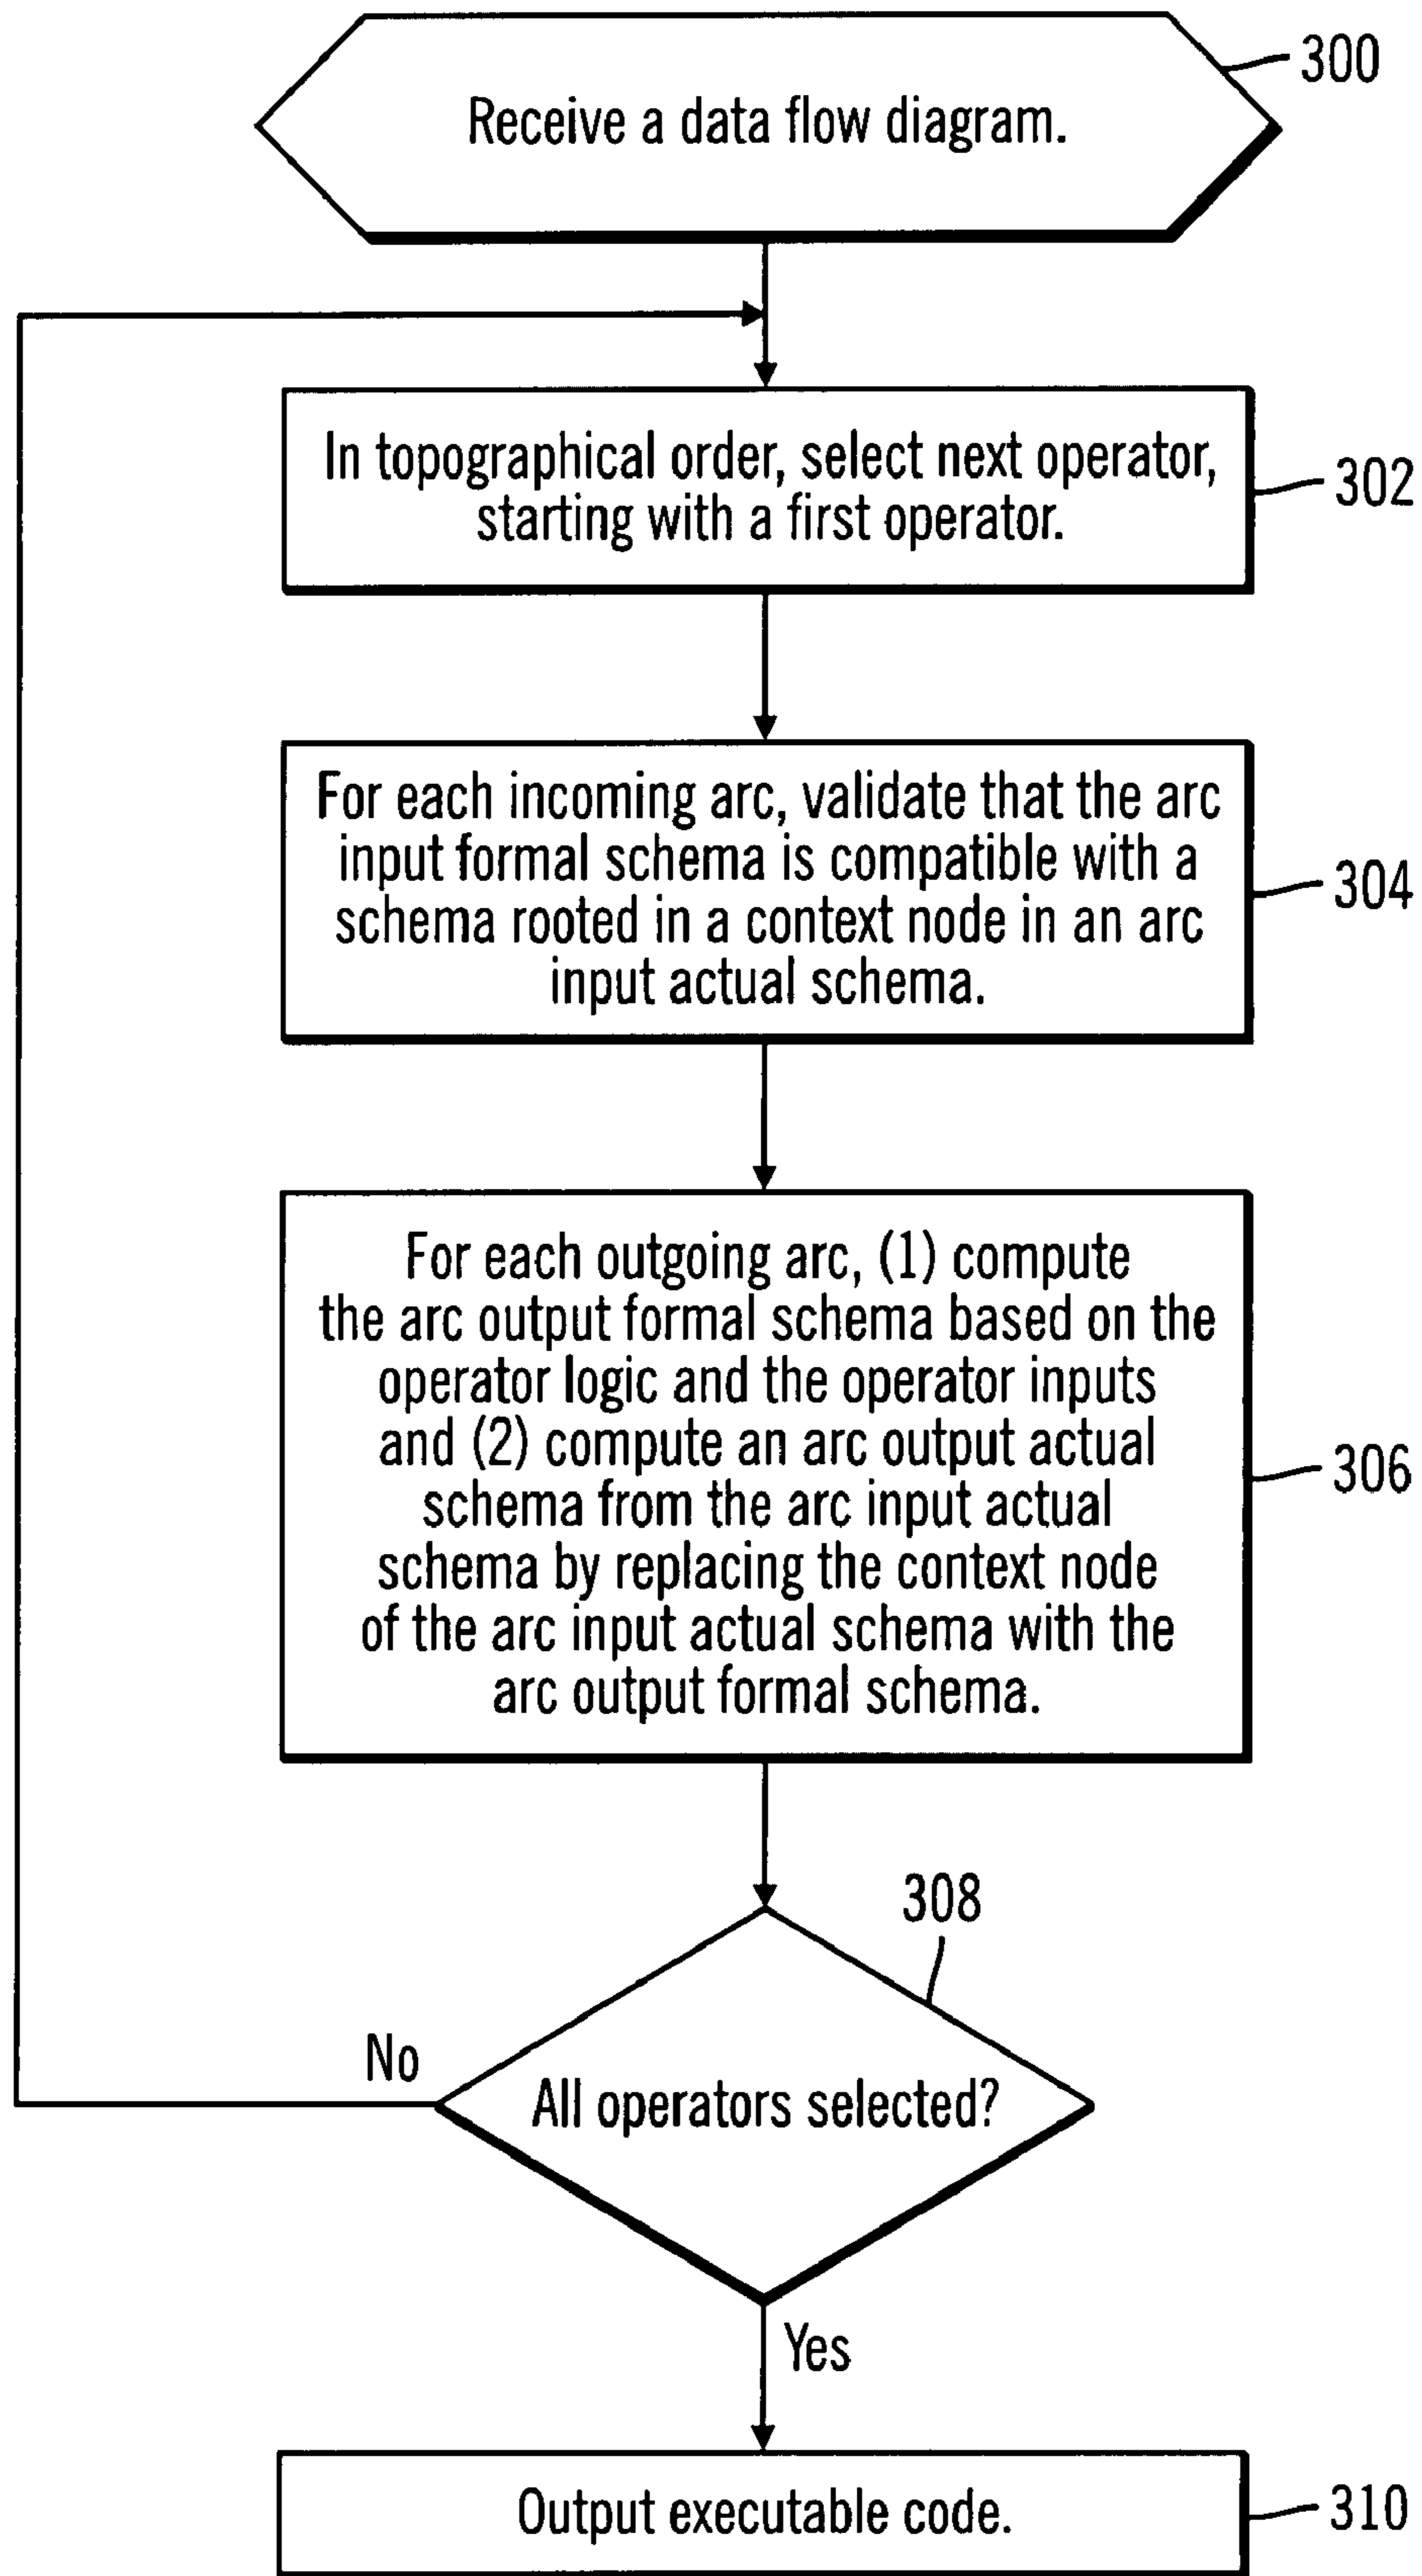 Receive a data flow diagram.
300
In topographical order, select next operator,
starting with a first operator.
302
For each incoming arc, validate that the arc
input formal schema is compatible with a
schema rooted in a context node in an arc
input actual schema.
304
For each outgoing arc, (1) compute
the arc output formal schema based on the
operator logic and the operator inputs
and (2) compute an arc output actual
schema from the arc input actual
schema by replacing the context node
of the arc input actual schema with the
arc output formal schema.
306
308
No
All operators selected?
Yes
Output executable code.
310